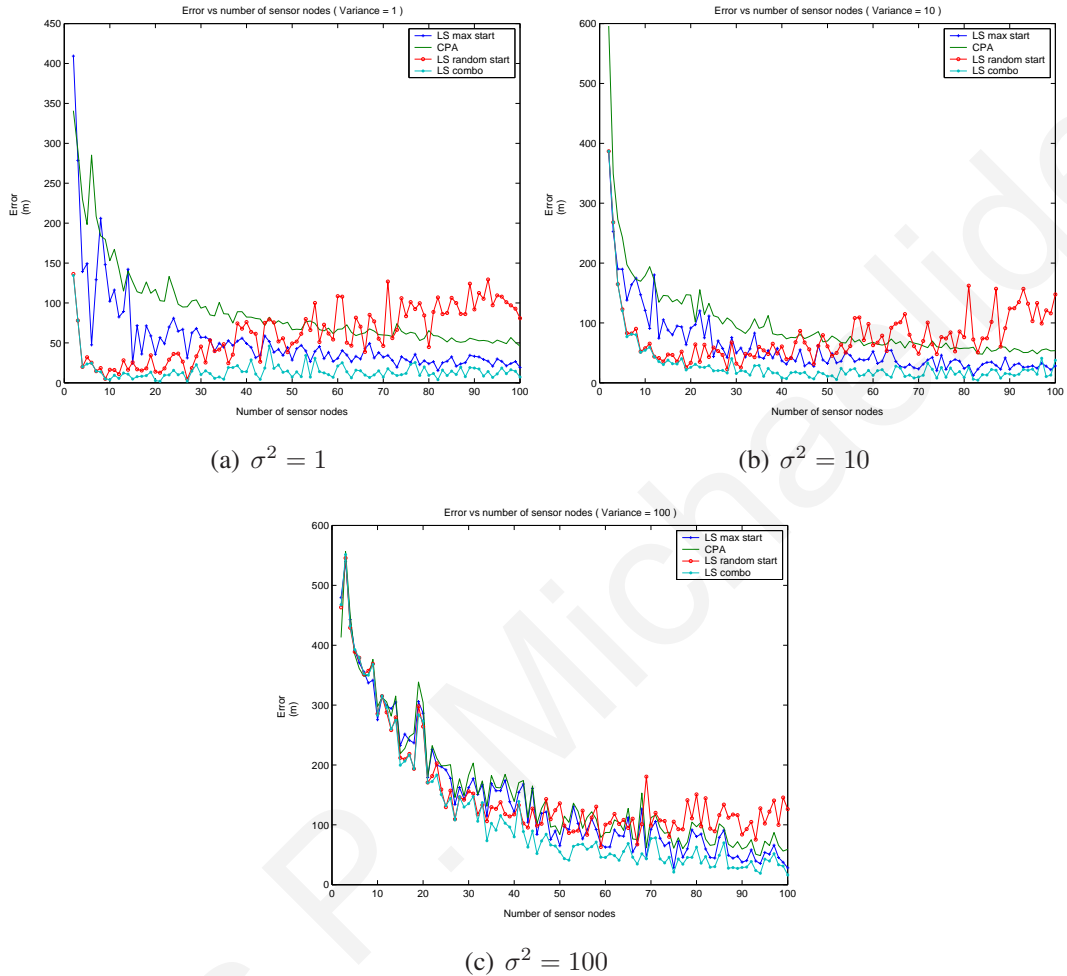 Error vs number of sensor nodes ( Variance = 1 )
450
400
350
300
250
200
150
100
50
0
Error
(m)
LS max start
CPA
LS random start
LS combo
0 10 20 30 40 50 60 70 80 90 100
Number of sensor nodes
(a) σ² = 1
Error vs number of sensor nodes ( Variance = 10 )
600
500
400
300
200
100
0
Error
(m)
LS max start
CPA
LS random start
LS combo
0 10 20 30 40 50 60 70 80 90 100
Number of sensor nodes
(b) σ² = 10
Error vs number of sensor nodes ( Variance = 100 )
600
500
400
300
200
100
0
Error
(m)
LS max start
CPA
LS random start
LS combo
0 10 20 30 40 50 60 70 80 90 100
Number of sensor nodes
(c) σ² = 100
P. Michaelide